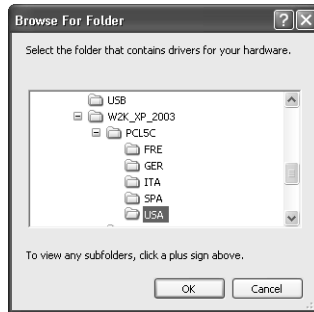 Browse For Folder
Select the folder that contains drivers for your hardware.
USB
W2K_XP_2003
PCL5C
FRE
GER
ITA
SPA
USA
To view any subfolders, click a plus sign above.
OK Cancel